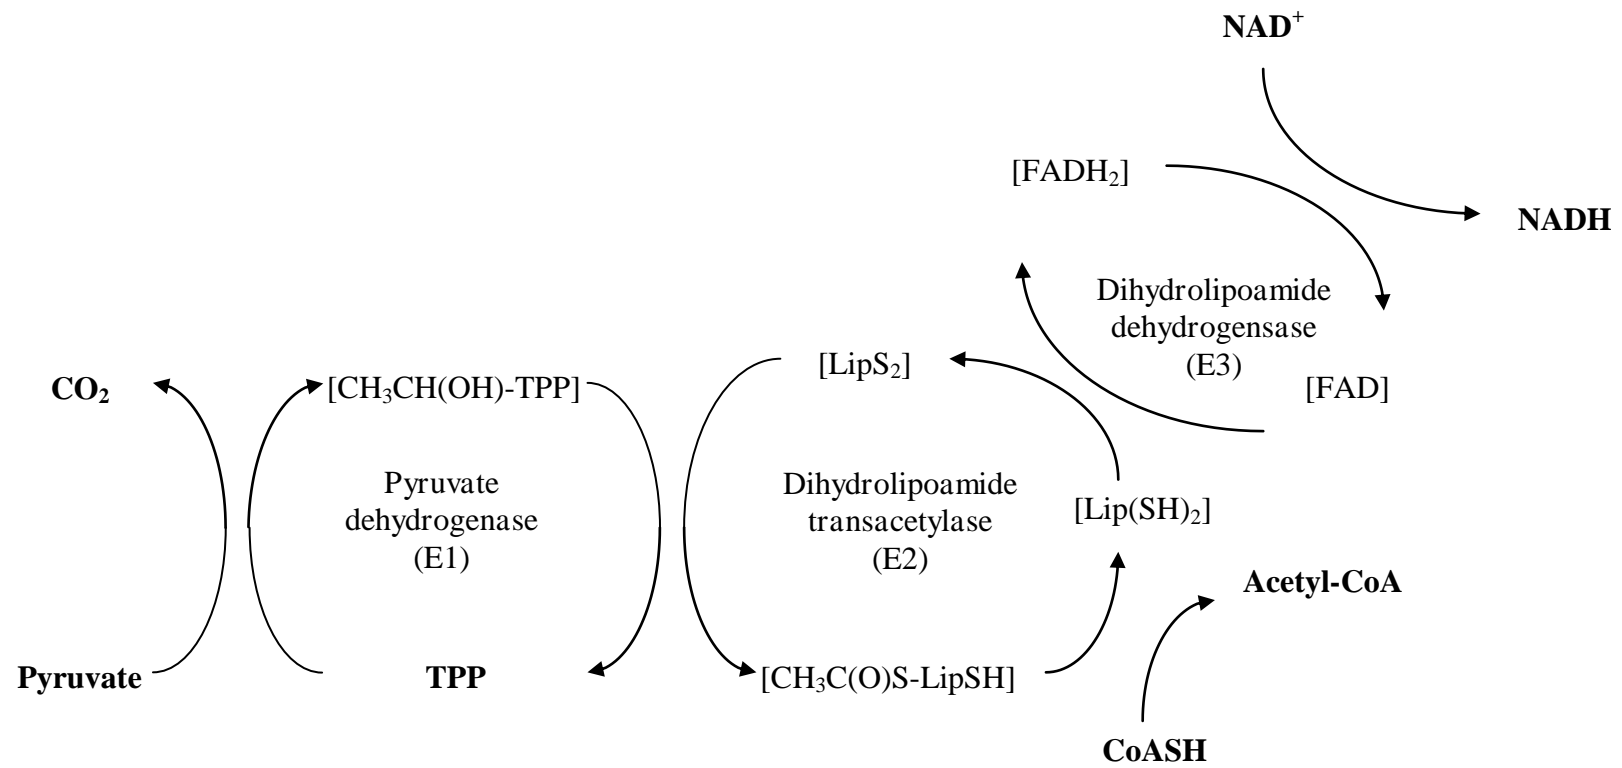 NAD⁺
[FADH₂]
NADH
Dihydrolipoamide
dehydrogensase
(E3)
[LipS₂]
[FAD]
CO₂
[CH₃CH(OH)-TPP]
Pyruvate
dehydrogenase
(E1)
Dihydrolipoamide
transacetylase
(E2)
[Lip(SH)₂]
Acetyl-CoA
Pyruvate
TPP
[CH₃C(O)S-LipSH]
CoASH